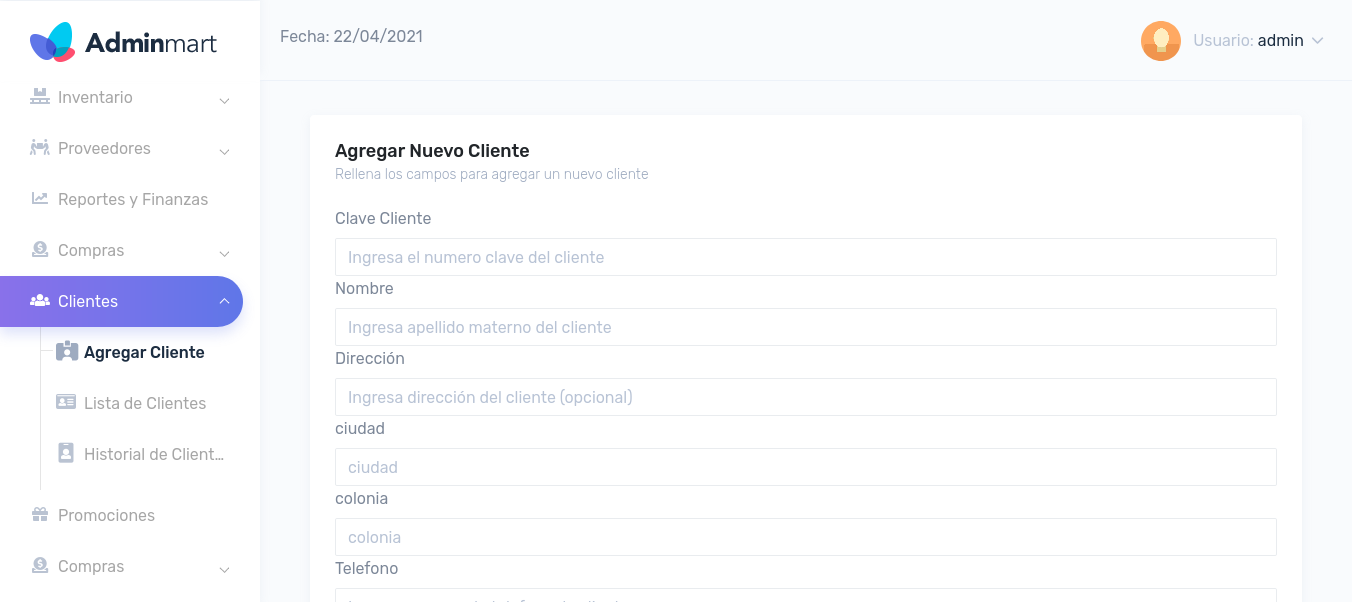 Adminmart
Fecha: 22/04/2021
Usuario: admin
Inventario
Proveedores
Reportes y Finanzas
Compras
Clientes
Agregar Cliente
Lista de Clientes
Historial de Client...
Promociones
Compras
Agregar Nuevo Cliente
Rellena los campos para agregar un nuevo cliente
Clave Cliente
Ingresa el numero clave del cliente
Nombre
Ingresa apellido materno del cliente
Dirección
Ingresa dirección del cliente (opcional)
ciudad
ciudad
colonia
colonia
Telefono